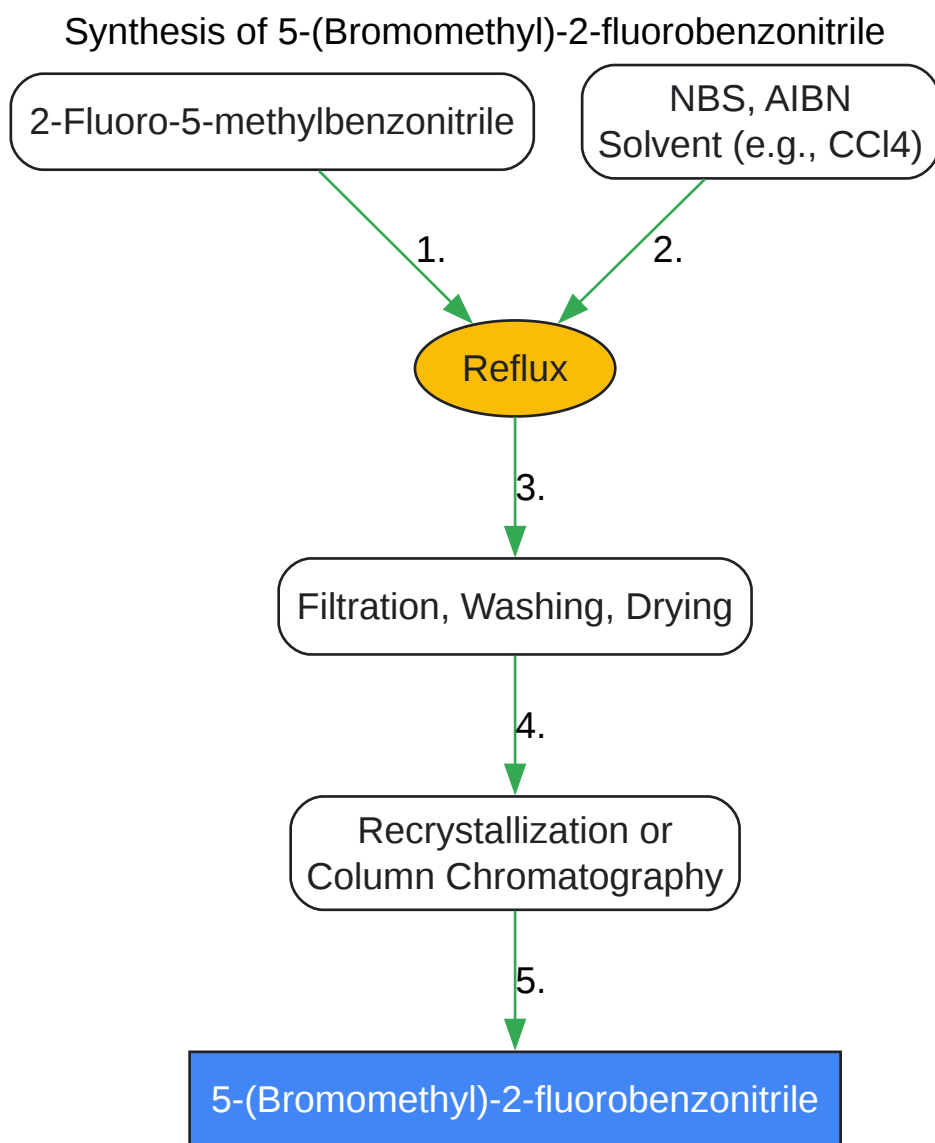 Synthesis of 5-(Bromomethyl)-2-fluorobenzonitrile
2-Fluoro-5-methylbenzonitrile
NBS, AIBN
Solvent (e.g., CCl4)
1.
2.
Reflux
3.
Filtration, Washing, Drying
4.
Recrystallization or
Column Chromatography
5.
5-(Bromomethyl)-2-fluorobenzonitrile